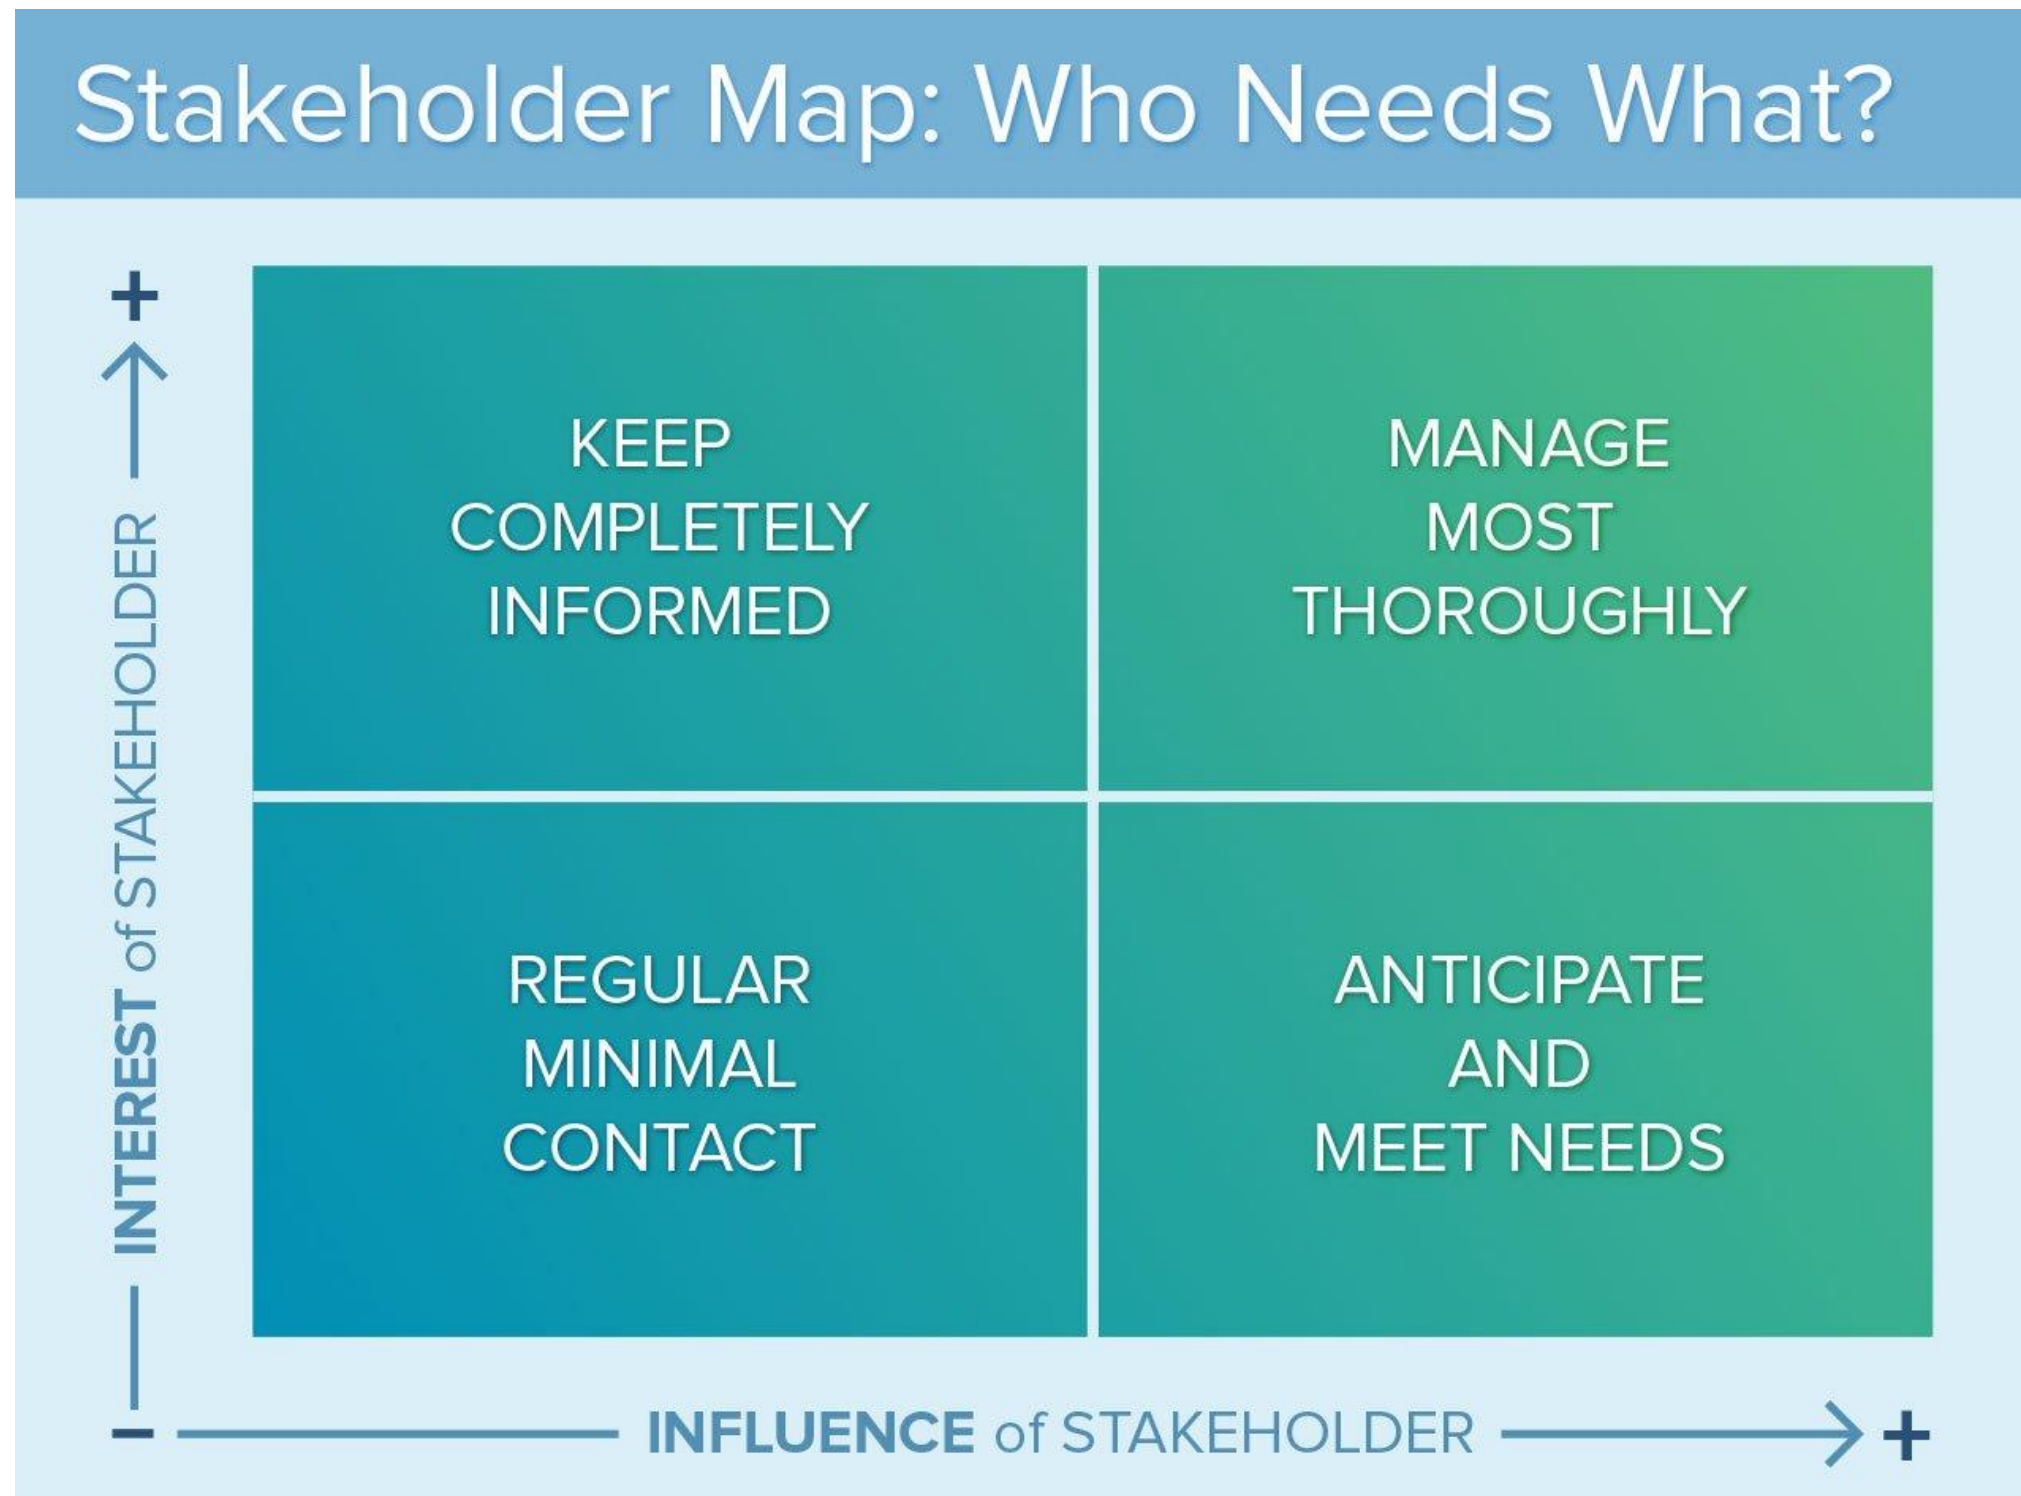 Stakeholder Map: Who Needs What?
+
INTEREST of STAKEHOLDER
KEEP
COMPLETELY
INFORMED
MANAGE
MOST
THOROUGHLY
REGULAR
MINIMAL
CONTACT
ANTICIPATE
AND
MEET NEEDS
–
INFLUENCE of STAKEHOLDER
+